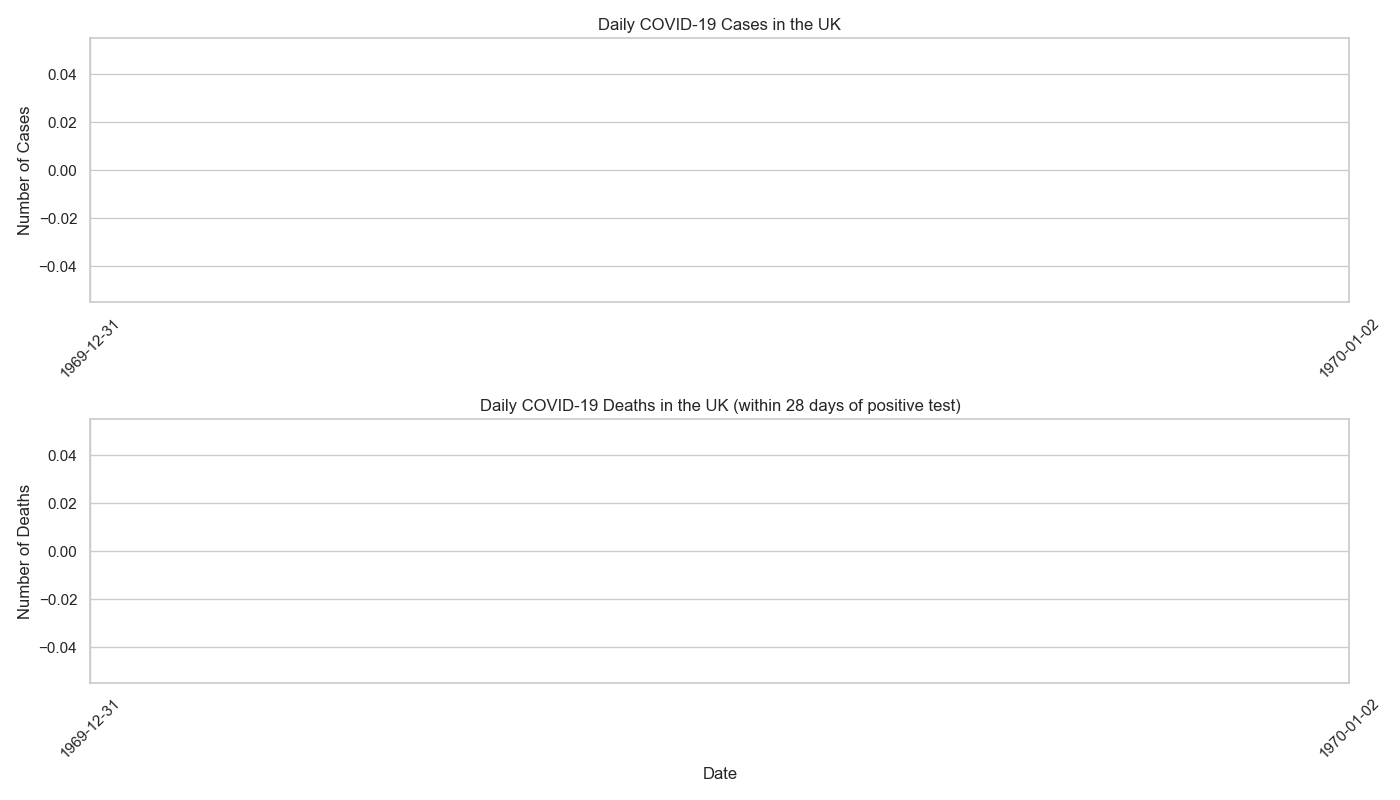 Daily COVID-19 Cases in the UK
Number of Cases
0.04
0.02
0.00
−0.02
−0.04
1969-12-31
1970-01-02
Daily COVID-19 Deaths in the UK (within 28 days of positive test)
Number of Deaths
0.04
0.02
0.00
−0.02
−0.04
1969-12-31
1970-01-02
Date